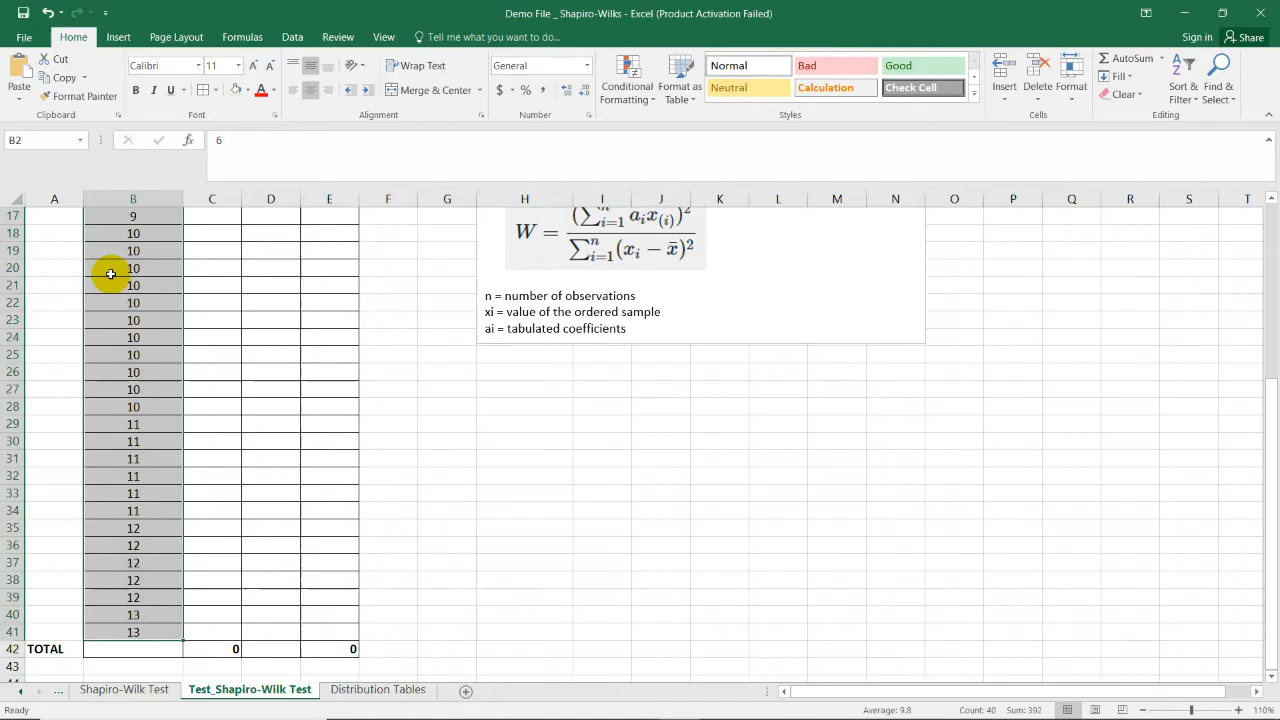 Demo File _ Shapiro-Wilks - Excel (Product Activation Failed)
File Home Insert Page Layout Formulas Data Review View Tell me what you want to do... Sign in Share
Paste
Cut
Copy
Format Painter
Clipboard
Calibri 11
B I U
Font
Wrap Text
Merge & Center
Alignment
General
$ % ,
Number
Conditional Formatting
Format as Table
Normal Bad Good
Neutral Calculation Check Cell
Styles
Insert Delete Format
Cells
AutoSum
Fill
Clear
Sort & Filter
Find & Select
Editing
B2 fx 6
A B C D E F G H I J K L M N O P Q R S T
17 9
18 10
19 10
20 10
21 10
22 10
23 10
24 10
25 10
26 10
27 10
28 10
29 11
30 11
31 11
32 11
33 11
34 11
35 12
36 12
37 12
38 12
39 12
40 13
41 13
42 TOTAL 0 0
43
W = (∑ⁿᵢ₌₁ aᵢx₍ᵢ₎)² / ∑ⁿᵢ₌₁(xᵢ − x̄)²
n = number of observations
xi = value of the ordered sample
ai = tabulated coefficients
... Shapiro-Wilk Test Test_Shapiro-Wilk Test Distribution Tables
Ready Average: 9.8 Count: 40 Sum: 392 110%